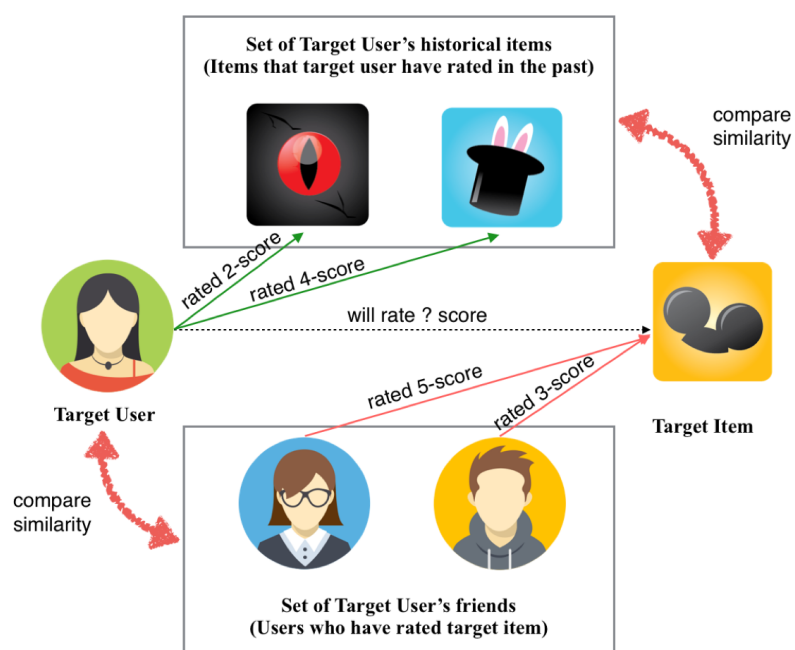 Set of Target User’s historical items
(Items that target user have rated in the past)
compare
similarity
rated 2-score
rated 4-score
will rate ? score
rated 5-score
rated 3-score
Target User
Target Item
compare
similarity
Set of Target User’s friends
(Users who have rated target item)